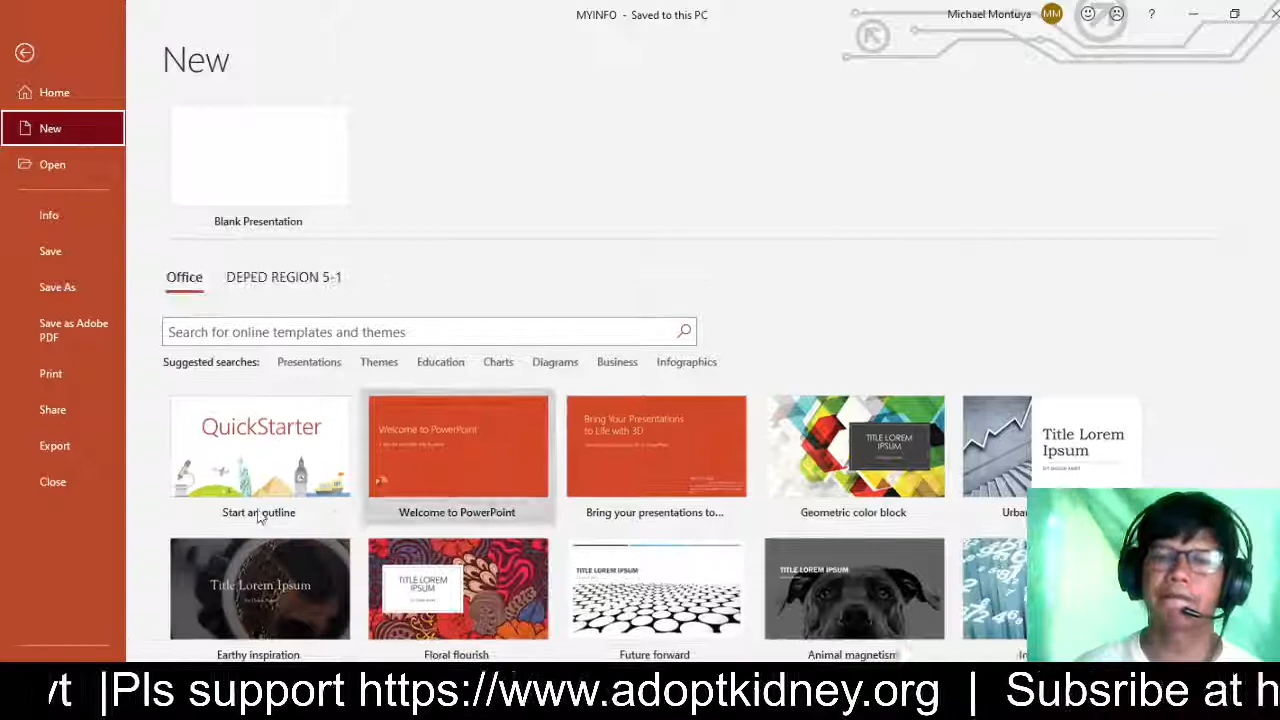 MYINFO - Saved to this PC
Michael Montuya
MM
?
New
Home
New
Open
Info
Save
Save As
Save as Adobe
PDF
Print
Share
Export
Close
Blank Presentation
Office
DEPED REGION 5-1
Search for online templates and themes
Suggested searches: Presentations Themes Education Charts Diagrams Business Infographics
QuickStarter
Start an outline
Welcome to PowerPoint
Welcome to PowerPoint
Bring Your Presentations
to Life with 3D
Bring your presentations to...
TITLE LOREM
IPSUM
Geometric color block
Title Lorem
Ipsum
Title Lorem Ipsum
Earthy inspiration
TITLE LOREM
IPSUM
Floral flourish
TITLE LOREM IPSUM
Future forward
TITLE LOREM IPSUM
Animal magnetism
|Pls support https://www.adoptkidney.org | Subsribe at h